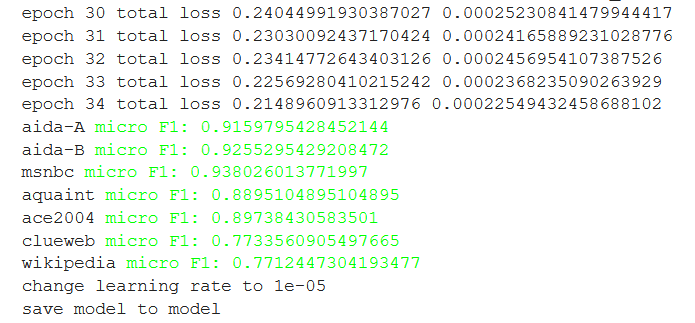 epoch 30 total loss 0.24044991930387027 0.00025230841479944417
epoch 31 total loss 0.23030092437170424 0.00024165889231028776
epoch 32 total loss 0.23414772643403126 0.0002456954107387526
epoch 33 total loss 0.22569280410215242 0.0002368235090263929
epoch 34 total loss 0.2148960913312976 0.00022549432458688102
aida-A micro F1: 0.9159795428452144
aida-B micro F1: 0.9255295429208472
msnbc micro F1: 0.938026013771997
aquaint micro F1: 0.8895104895104895
ace2004 micro F1: 0.89738430583501
clueweb micro F1: 0.7733560905497665
wikipedia micro F1: 0.7712447304193477
change learning rate to 1e-05
save model to model